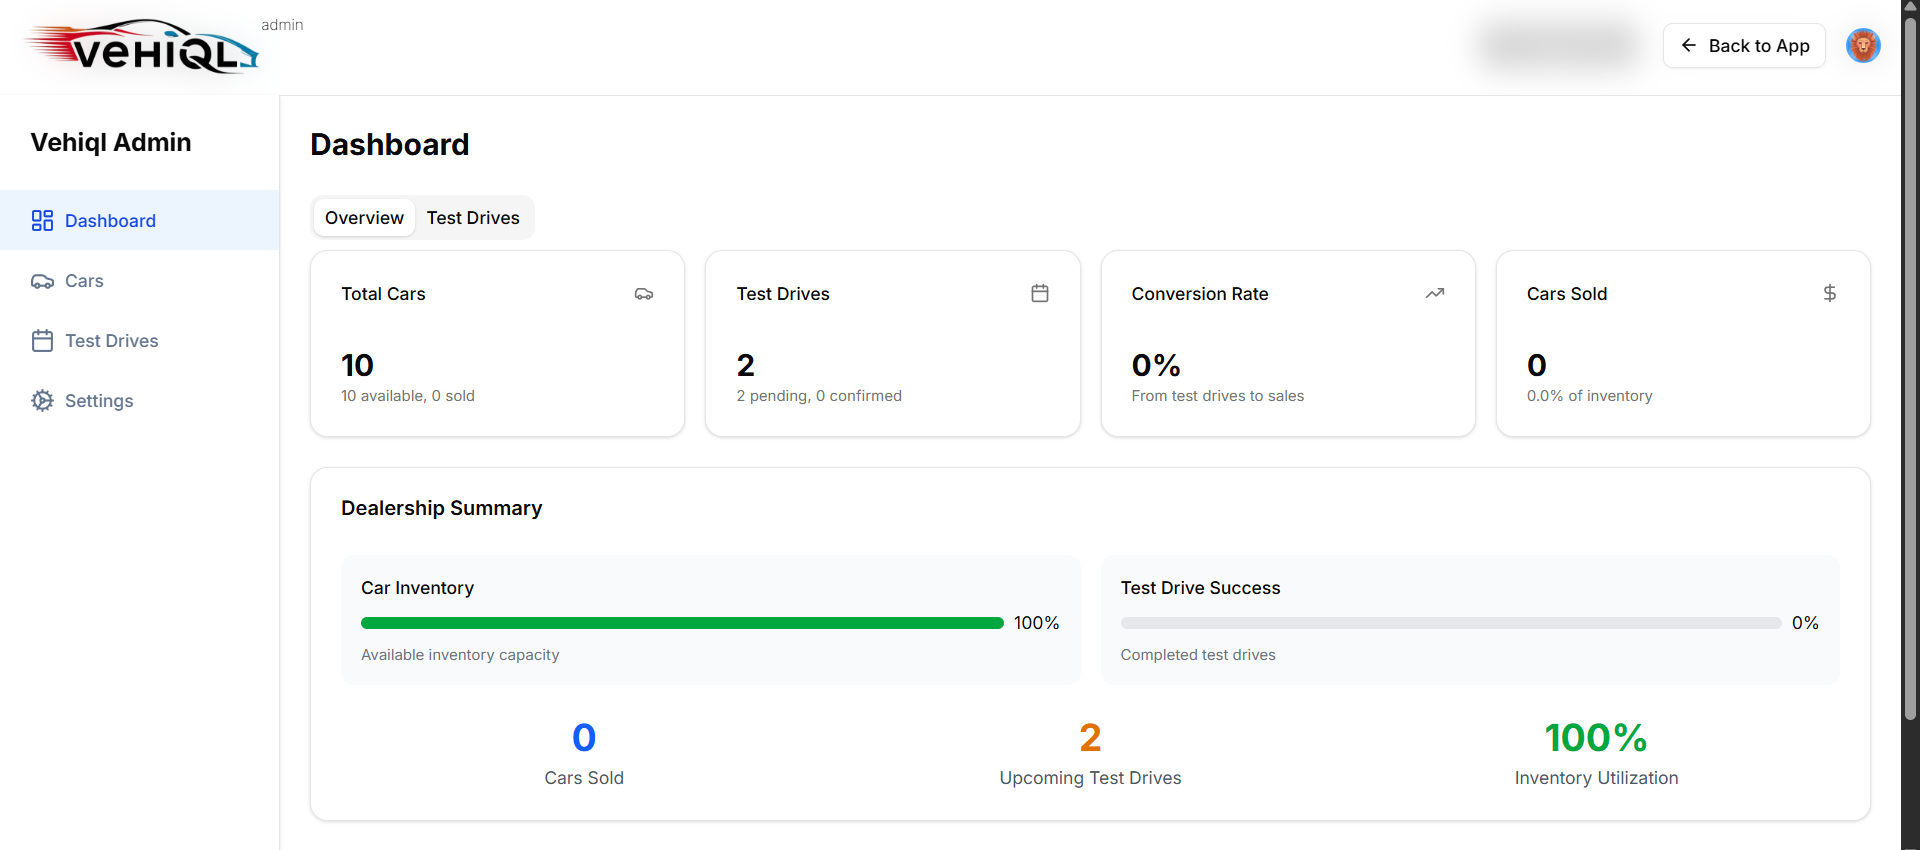 VEHIQL
admin
Back to App
Vehiql Admin
Dashboard
Cars
Test Drives
Settings
Dashboard
Overview Test Drives
Total Cars
10
10 available, 0 sold
Test Drives
2
2 pending, 0 confirmed
Conversion Rate
0%
From test drives to sales
Cars Sold
$
0
0.0% of inventory
Dealership Summary
Car Inventory
100%
Available inventory capacity
Test Drive Success
0%
Completed test drives
0
Cars Sold
2
Upcoming Test Drives
100%
Inventory Utilization